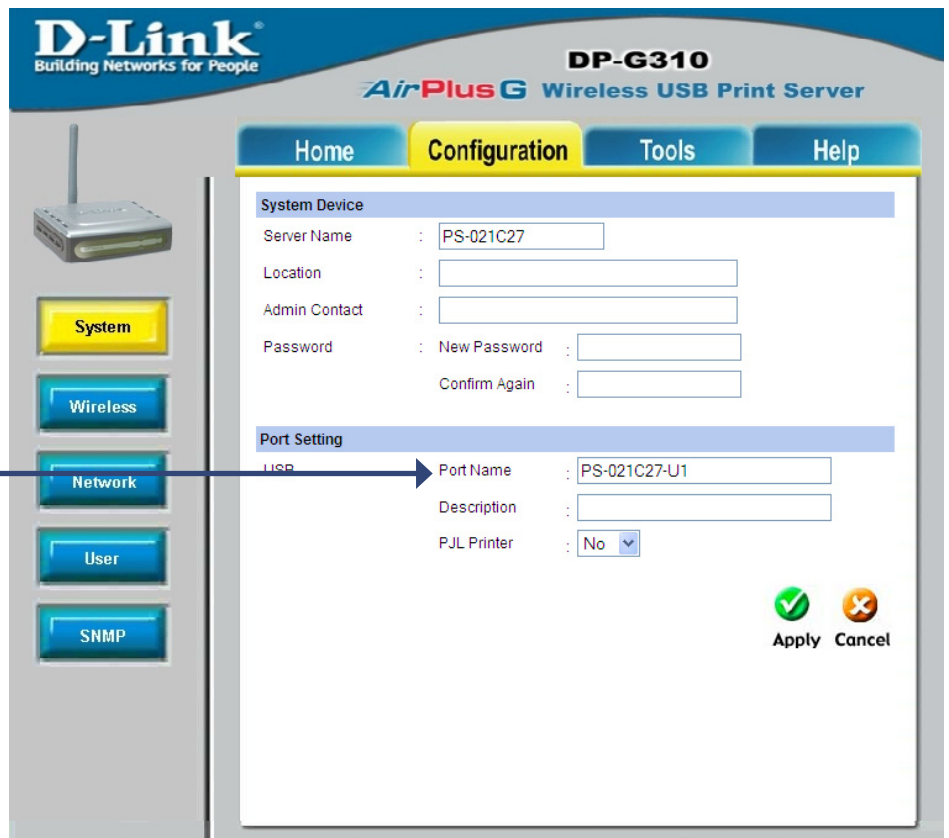 D-Link®
Building Networks for People
DP-G310
AirPlus G Wireless USB Print Server
Home Configuration Tools Help
System
Wireless
Network
User
SNMP
System Device
Server Name : PS-021C27
Location :
Admin Contact :
Password : New Password :
Confirm Again :
Port Setting
USB Port Name : PS-021C27-U1
Description :
PJL Printer : No
Apply Cancel